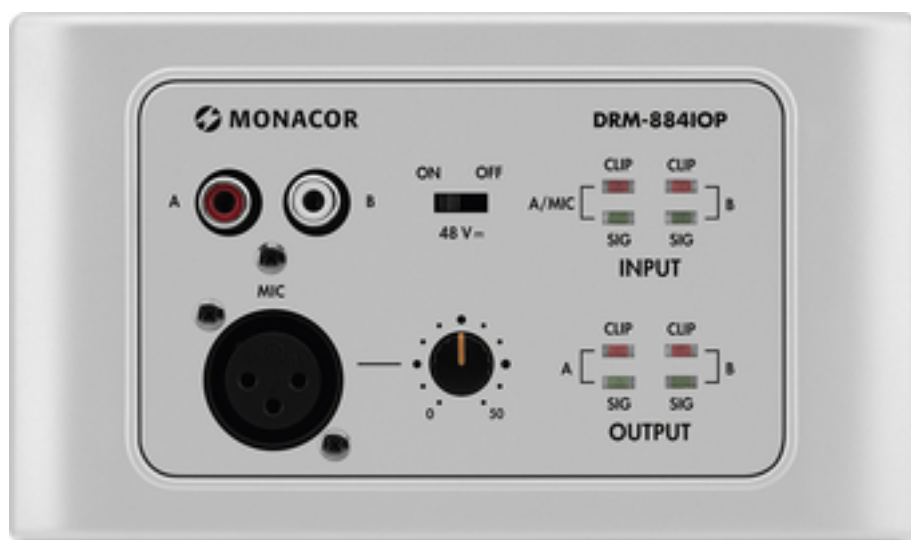 MONACOR
DRM-884IOP
A
B
ON OFF
48 V⎓
CLIP CLIP
A/MIC
B
SIG SIG
INPUT
MIC
0 50
CLIP CLIP
A
B
SIG SIG
OUTPUT